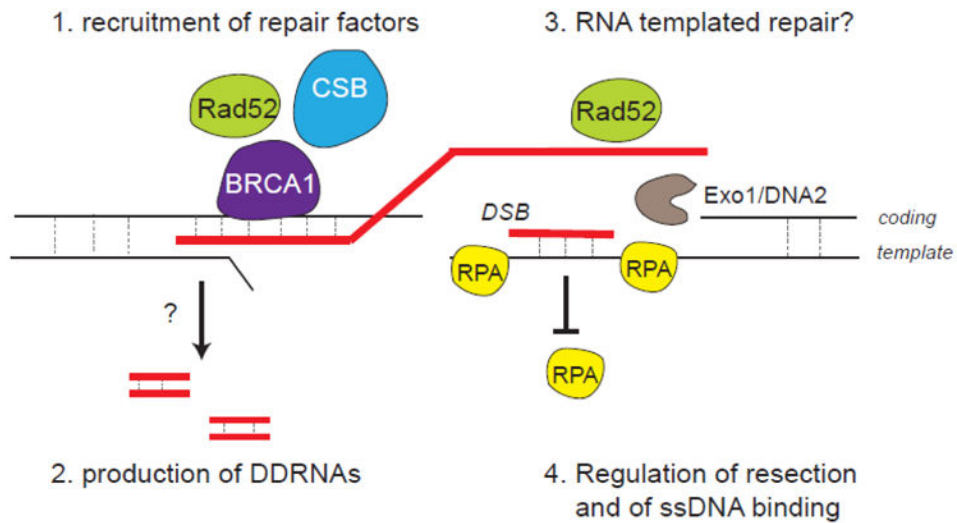 1. recruitment of repair factors
3. RNA templated repair?
Rad52
CSB
BRCA1
Rad52
Exo1/DNA2
DSB
coding
template
RPA
RPA
?
RPA
2. production of DDRNAs
4. Regulation of resection
and of ssDNA binding